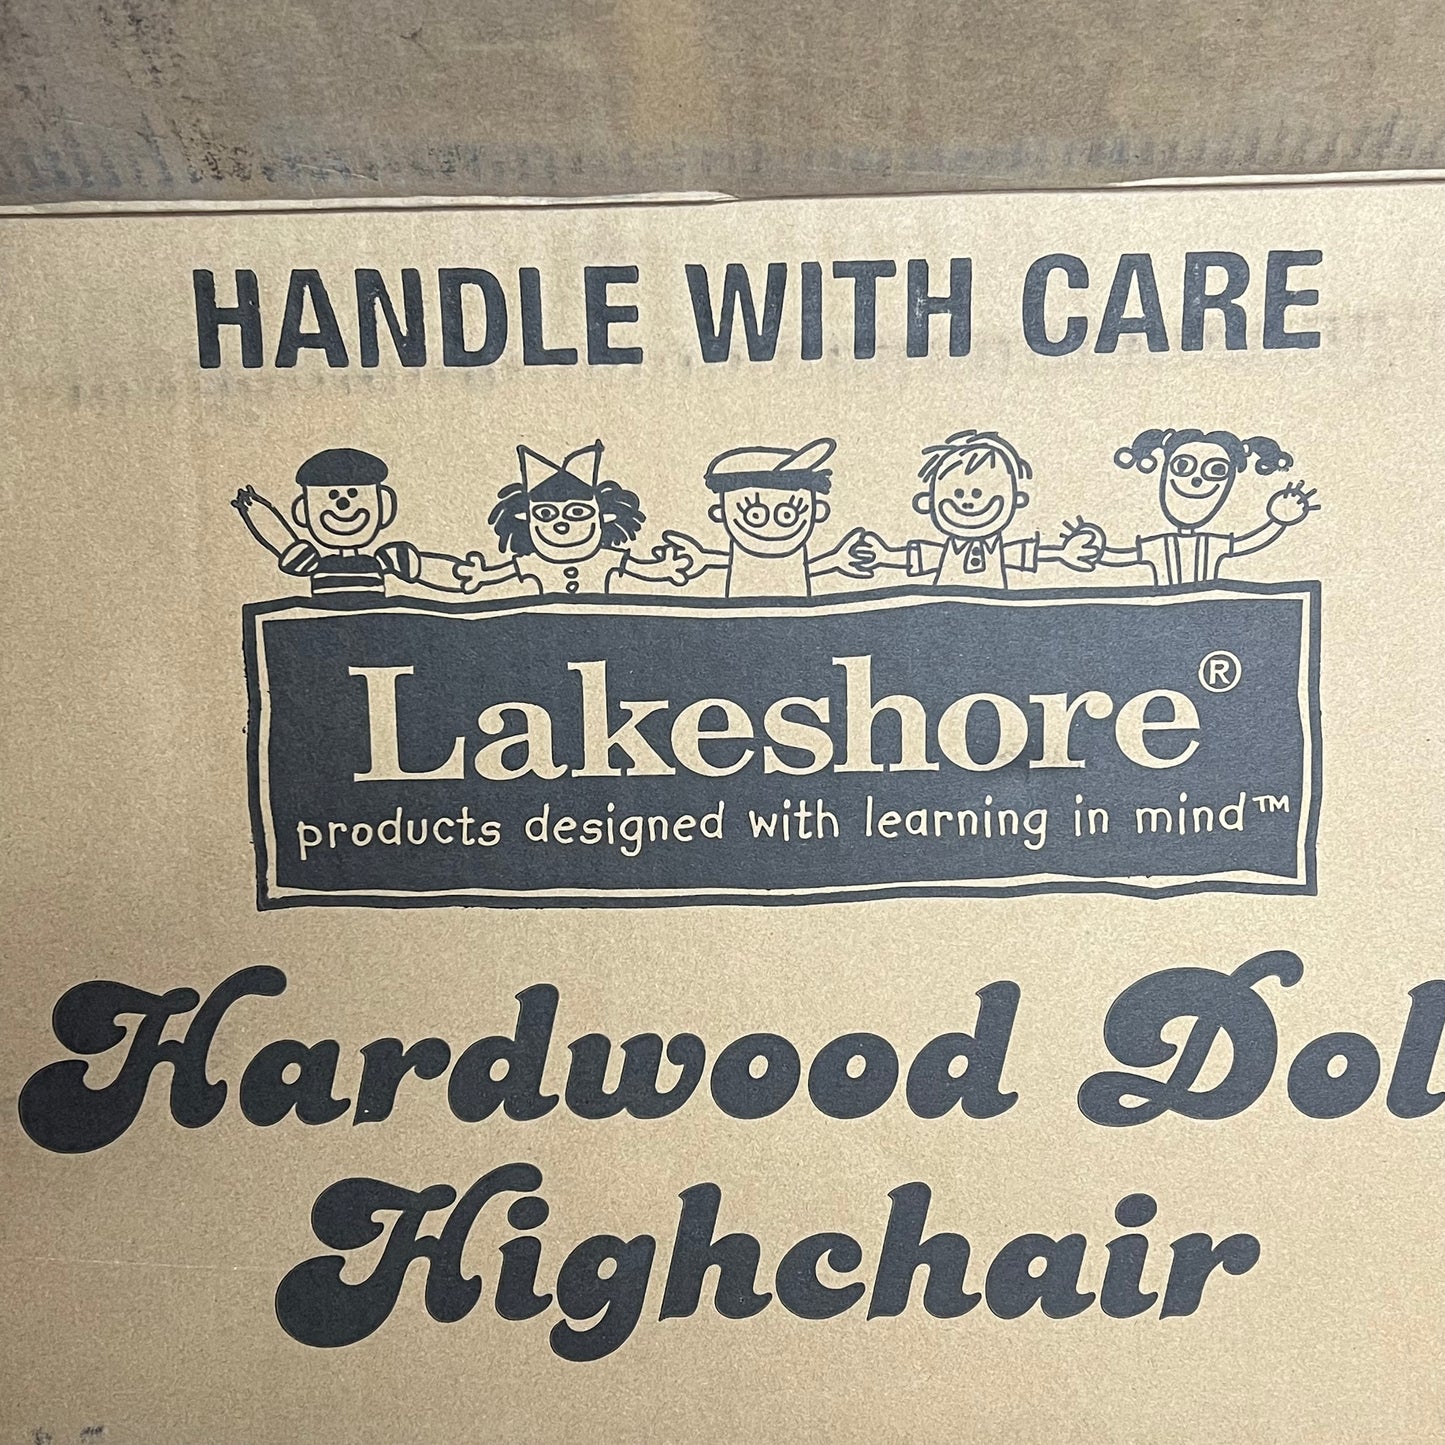 HANDLE WITH CARE
Lakeshore®
products designed with learning in mind™
Hardwood Dol
Highchair